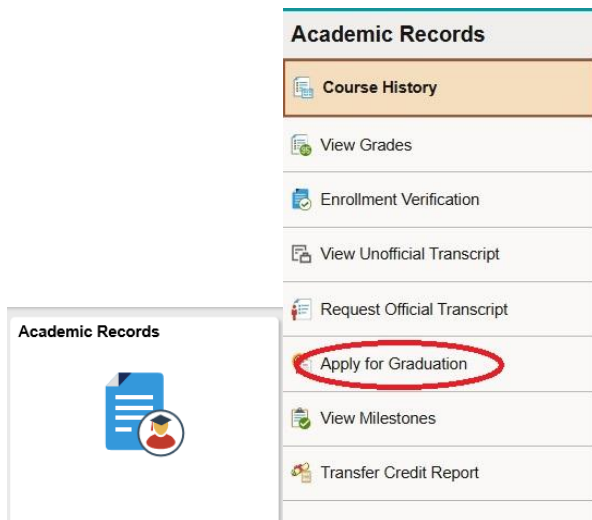 Academic Records
Academic Records
Course History
View Grades
Enrollment Verification
View Unofficial Transcript
Request Official Transcript
Apply for Graduation
View Milestones
Transfer Credit Report